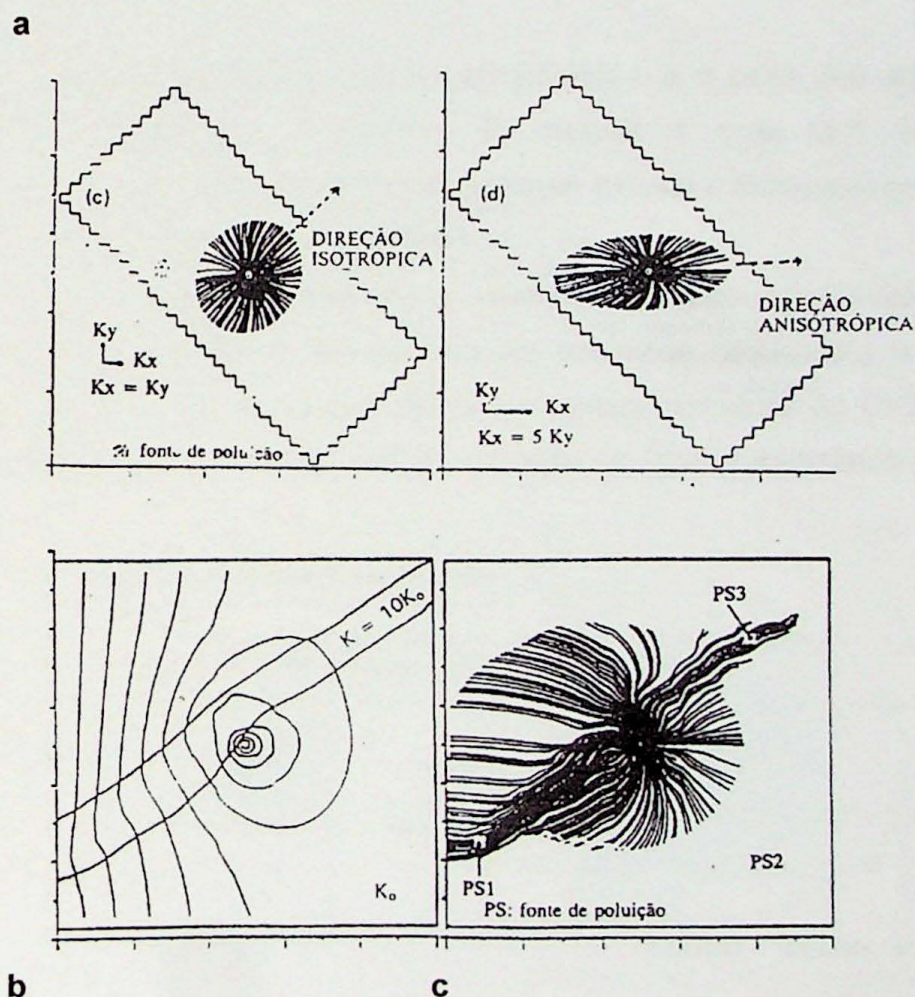 a
(c)
DIREÇÃO
ISOTRÓPICA
Ky
Kx
Kx = Ky
fonte de poluição
(d)
DIREÇÃO
ANISOTRÓPICA
Ky
Kx
Kx = 5 Ky
K = 10K₀
K₀
PS3
PS1
PS2
PS: fonte de poluição
b
c